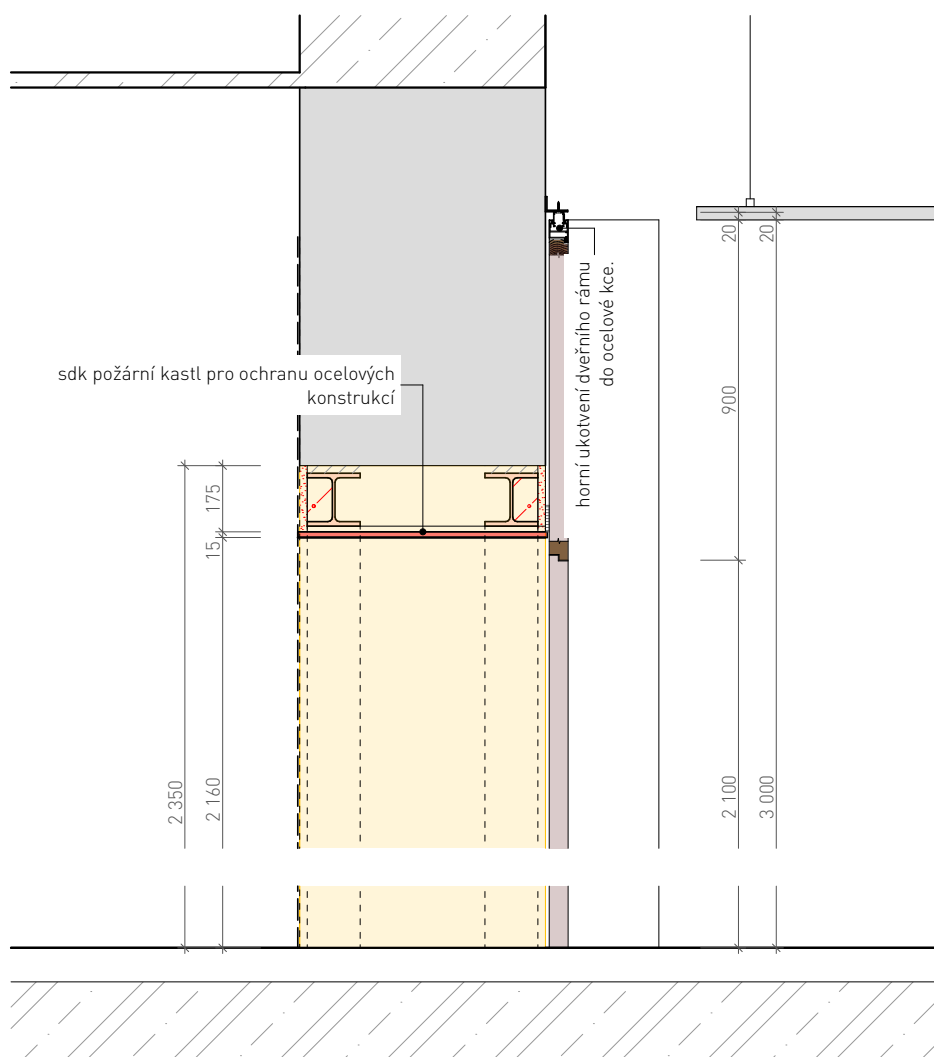 20
20
horní ukotvení dveřního rámu
do ocelové kce.
sdk požární kastl pro ochranu ocelových
konstrukcí
900
175
15
2 350
2 160
2 100
3 000